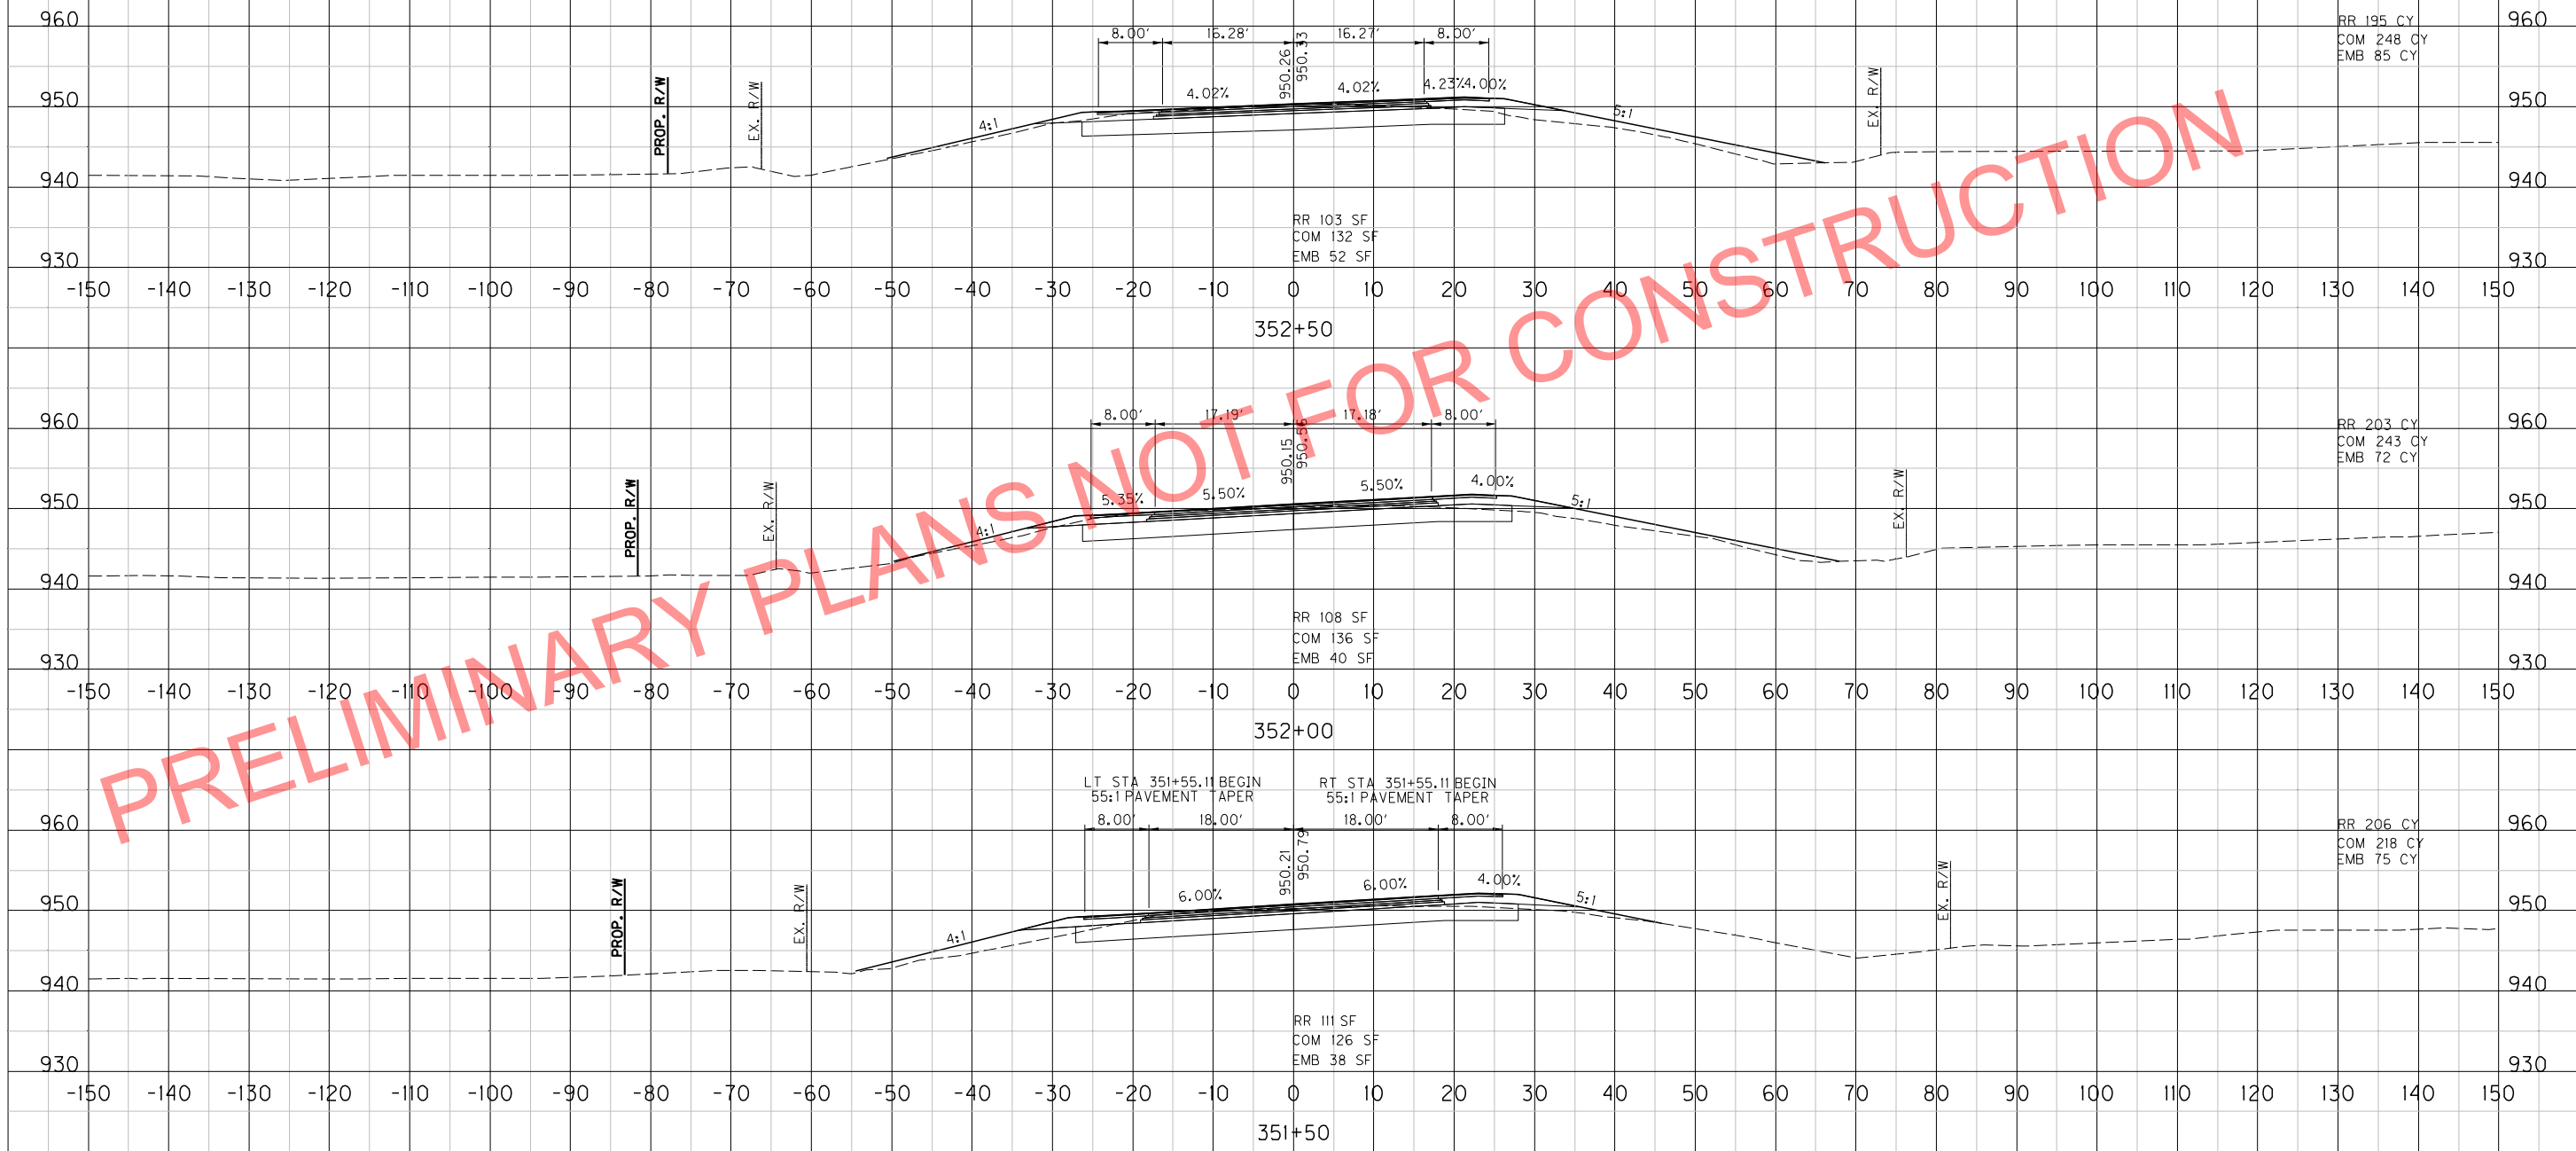 960 960
RR 195 CY
COM 248 CY
EMB 85 CY
8.00' 16.28' 16.27' 8.00'
950.26
950.33
PROP. R/W
EX. R/W
EX. R/W
4.02% 4.02% 4.23% 4.00%
950 950
4:1 5:1
940 940
RR 103 SF
COM 132 SF
EMB 52 SF
930 930
-150 -140 -130 -120 -110 -100 -90 -80 -70 -60 -50 -40 -30 -20 -10 0 10 20 30 40 50 60 70 80 90 100 110 120 130 140 150
352+50
PRELIMINARY PLANS NOT FOR CONSTRUCTION
960 960
RR 203 CY
COM 243 CY
EMB 72 CY
8.00' 17.19' 17.18' 8.00'
950.15
950.56
PROP. R/W
EX. R/W
EX. R/W
5.35% 5.50% 5.50% 4.00%
950 950
4:1 5:1
940 940
RR 108 SF
COM 136 SF
EMB 40 SF
930 930
-150 -140 -130 -120 -110 -100 -90 -80 -70 -60 -50 -40 -30 -20 -10 0 10 20 30 40 50 60 70 80 90 100 110 120 130 140 150
352+00
LT STA 351+55.11 BEGIN
55:1 PAVEMENT TAPER
RT STA 351+55.11 BEGIN
55:1 PAVEMENT TAPER
960 960
RR 206 CY
COM 218 CY
EMB 75 CY
8.00' 18.00' 18.00' 8.00'
950.21
950.79
PROP. R/W
EX. R/W
EX. R/W
6.00% 6.00% 4.00%
950 950
4:1 5:1
940 940
RR 111 SF
COM 126 SF
EMB 38 SF
930 930
-150 -140 -130 -120 -110 -100 -90 -80 -70 -60 -50 -40 -30 -20 -10 0 10 20 30 40 50 60 70 80 90 100 110 120 130 140 150
351+50